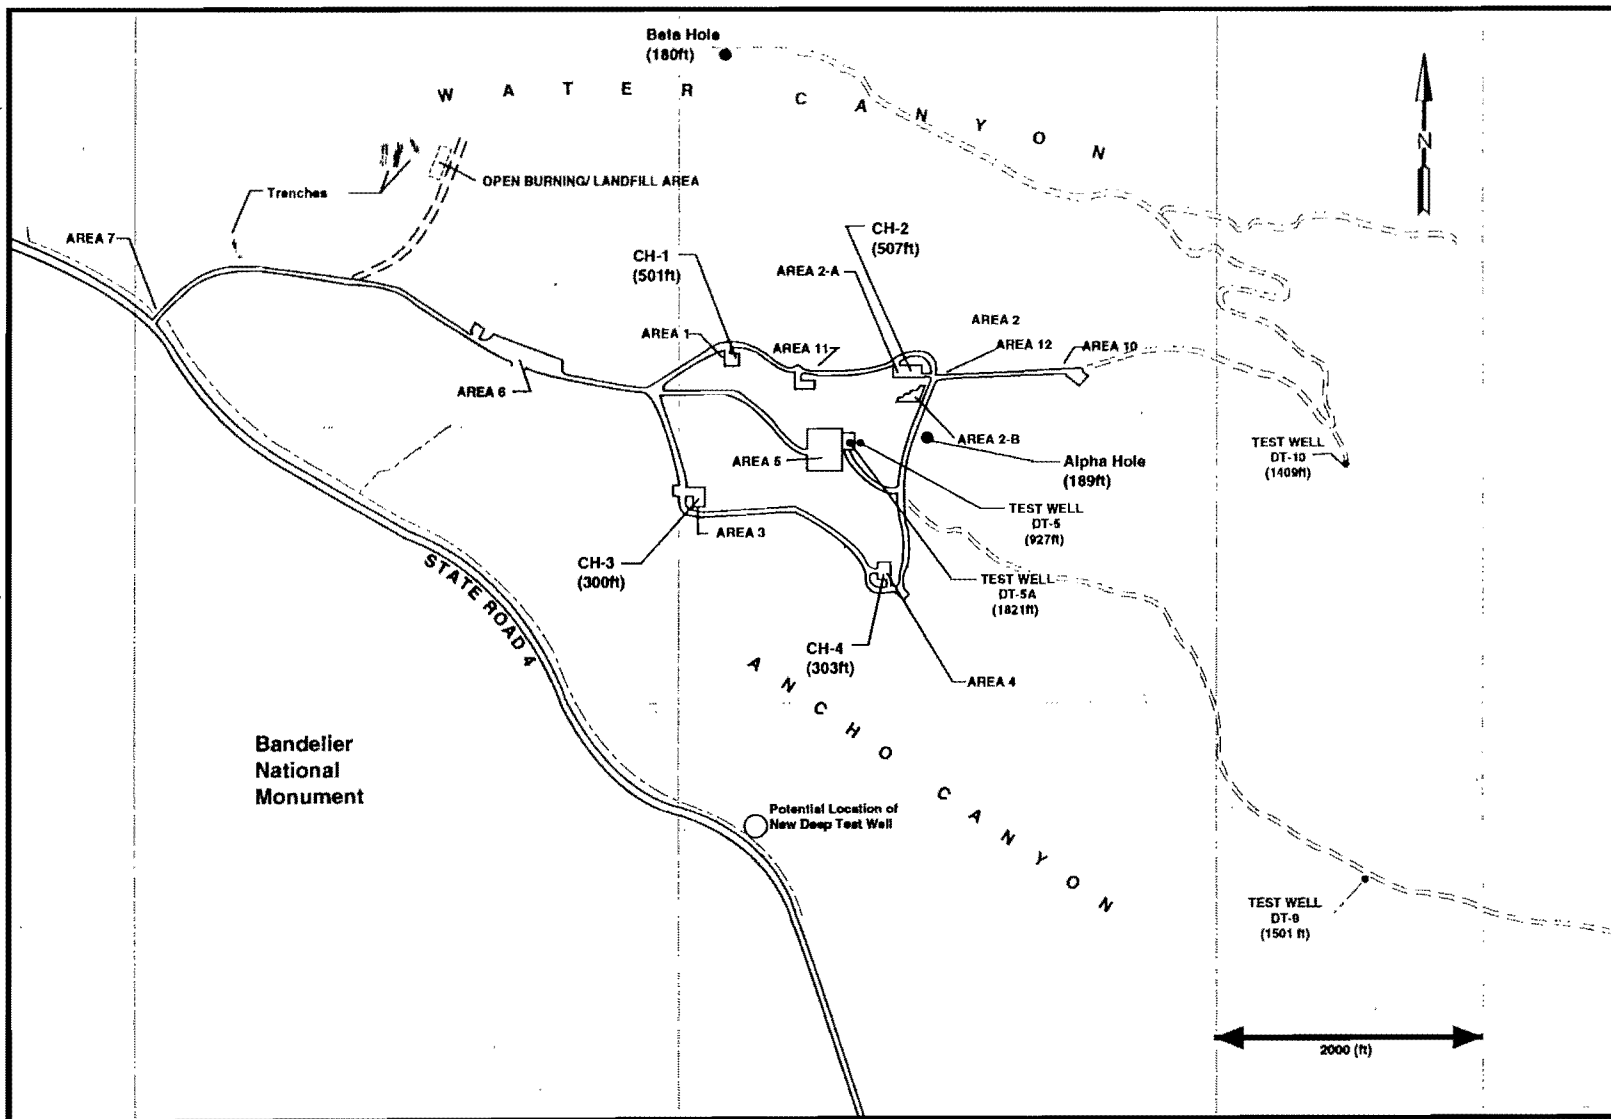 Beta Hole
(180ft)
WATER CANYON
N
Trenches
OPEN BURNING/ LANDFILL AREA
AREA 7
CH-1
(501ft)
CH-2
(507ft)
AREA 2-A
AREA 1
AREA 11
AREA 2
AREA 12
AREA 10
AREA 6
AREA 5
AREA 2-B
Alpha Hole
(189ft)
TEST WELL
DT-10
(1409ft)
TEST WELL
DT-5
(927ft)
AREA 3
CH-3
(300ft)
TEST WELL
DT-5A
(1821ft)
STATE ROAD 4
CH-4
(303ft)
AREA 4
ANCHO CANYON
Bandelier
National
Monument
Potential Location of
New Deep Test Well
TEST WELL
DT-9
(1501 ft)
2000 (ft)